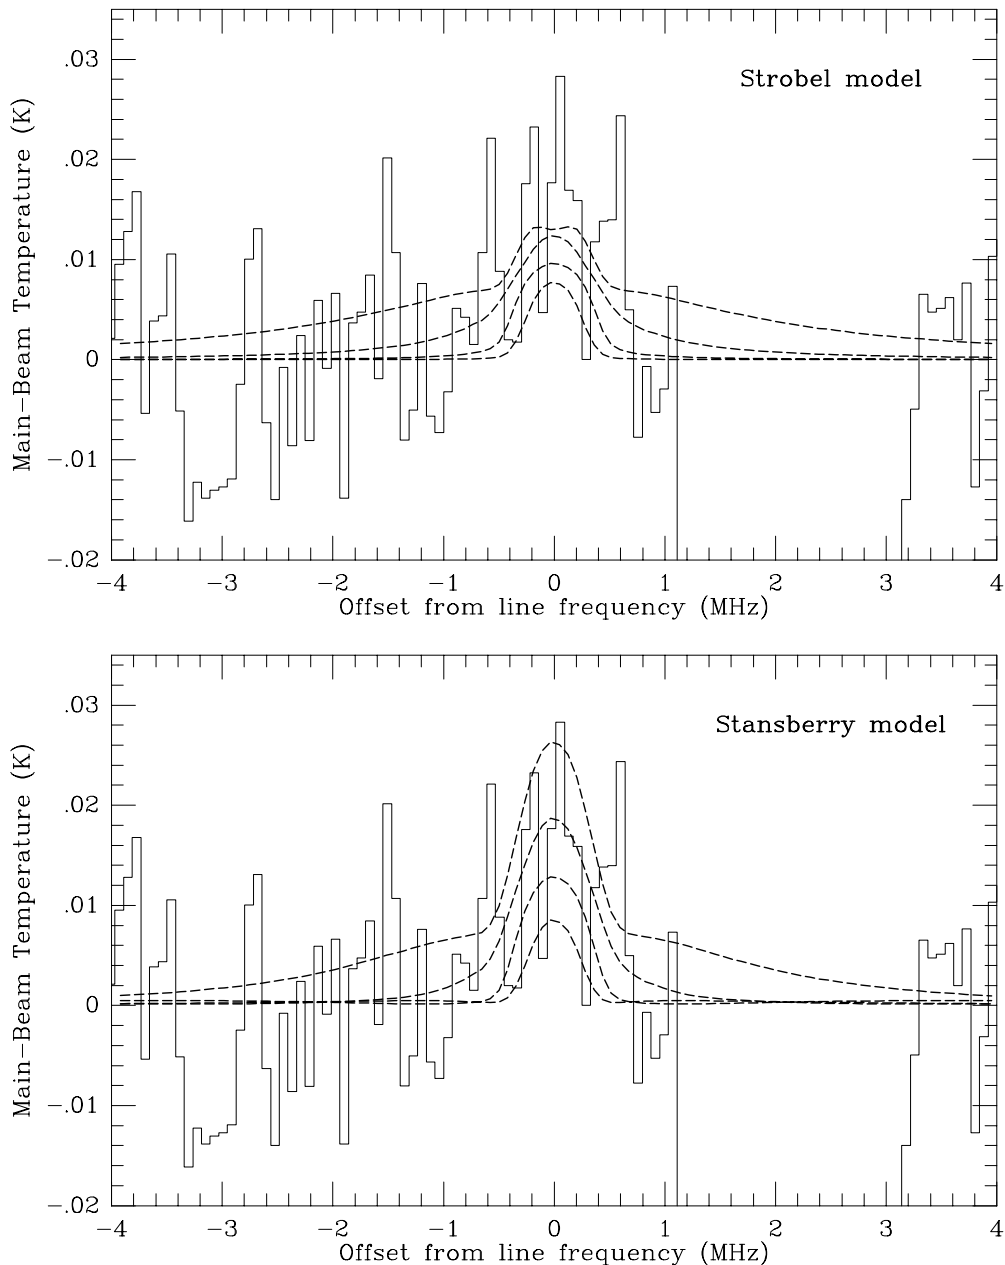 .03
.02
.01
0
−.01
−.02
Main−Beam Temperature (K)
Strobel model
−4 −3 −2 −1 0 1 2 3 4
Offset from line frequency (MHz)
.03
.02
.01
0
−.01
−.02
Main−Beam Temperature (K)
Stansberry model
−4 −3 −2 −1 0 1 2 3 4
Offset from line frequency (MHz)